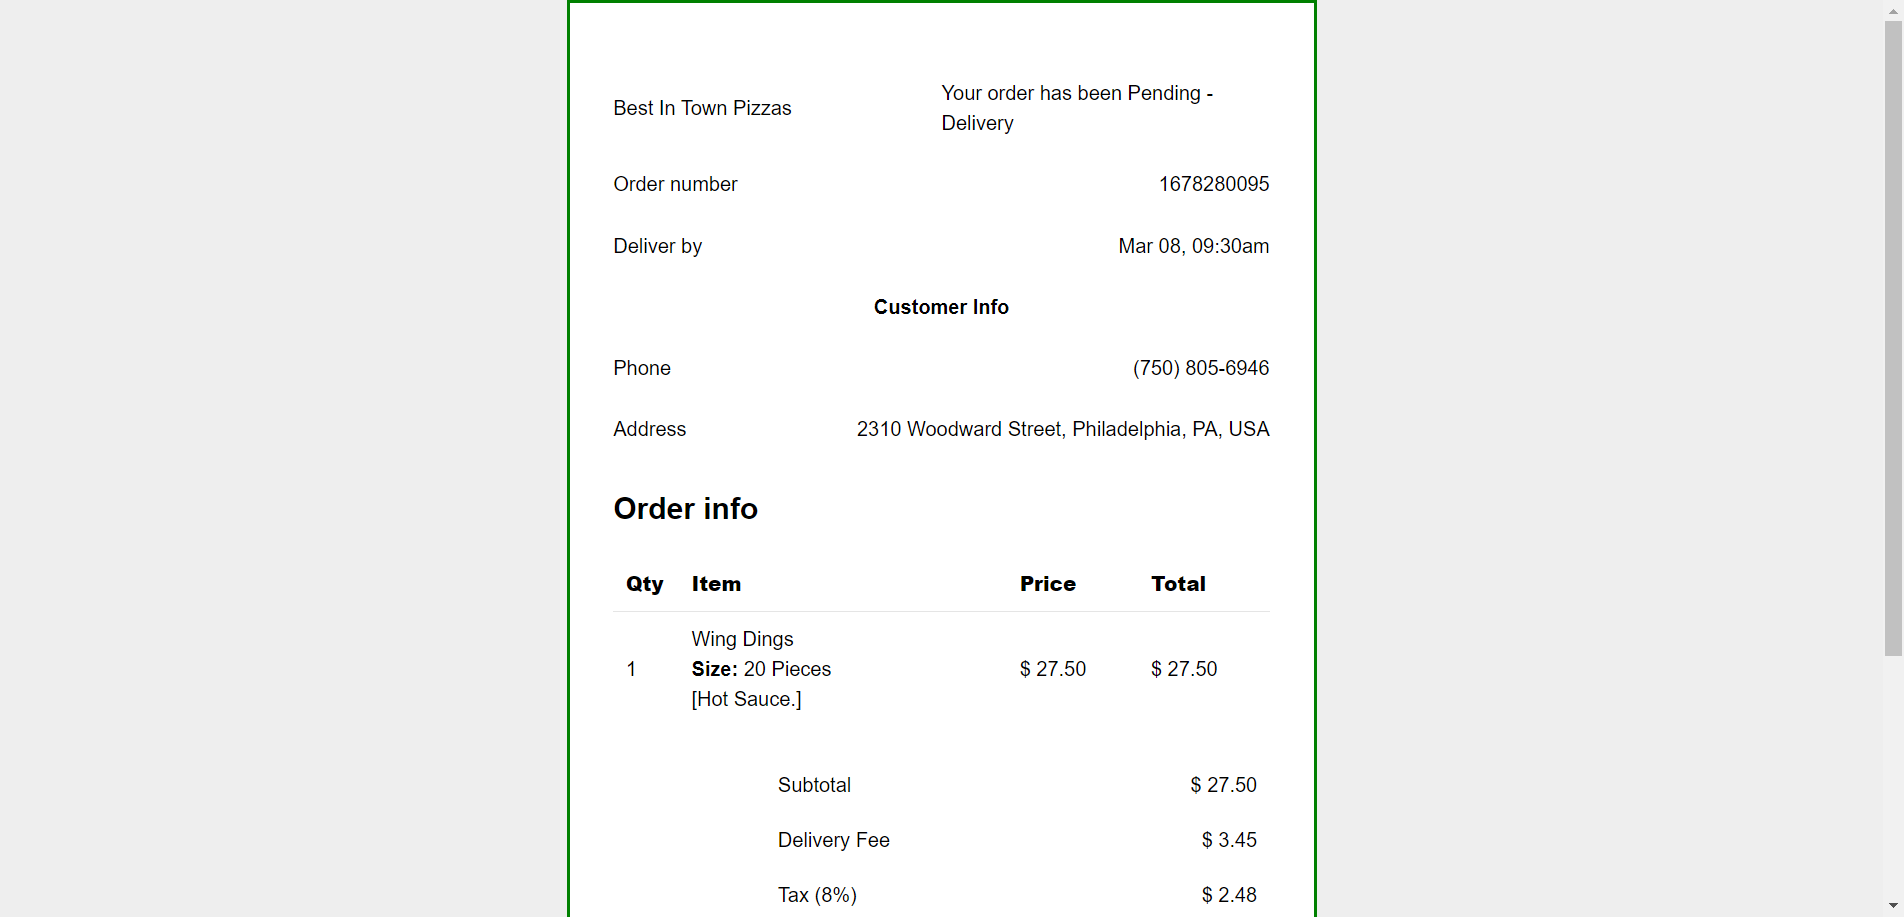 Best In Town Pizzas
Your order has been Pending -
Delivery
Order number 1678280095
Deliver by Mar 08, 09:30am
Customer Info
Phone (750) 805-6946
Address 2310 Woodward Street, Philadelphia, PA, USA
Order info
Qty Item Price Total
Wing Dings
1 Size: 20 Pieces $ 27.50 $ 27.50
[Hot Sauce.]
Subtotal $ 27.50
Delivery Fee $ 3.45
Tax (8%) $ 2.48